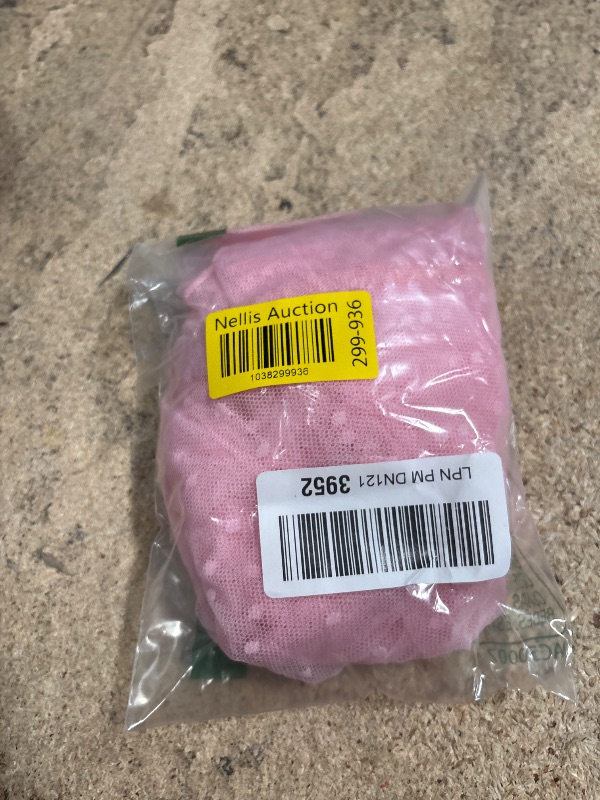 Nellis Auction
299-936
1038299936
LPN PM DN121 3952